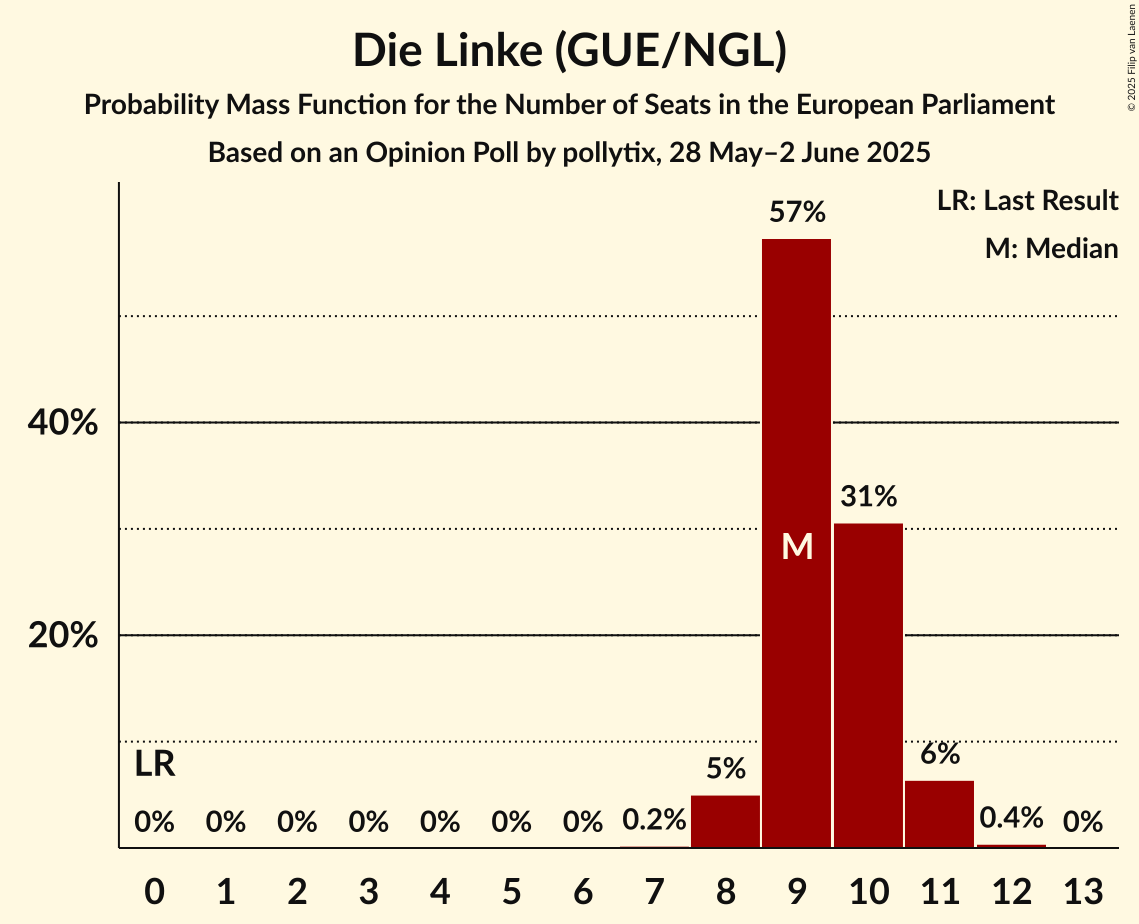 Die Linke (GUE/NGL)
Probability Mass Function for the Number of Seats in the European Parliament
Based on an Opinion Poll by pollytix, 28 May–2 June 2025
© 2025 Filip van Laenen
LR: Last Result
M: Median
57%
40%
31%
M
20%
LR
5%
6%
0% 0% 0% 0% 0% 0% 0% 0.2% 0.4% 0%
0 1 2 3 4 5 6 7 8 9 10 11 12 13